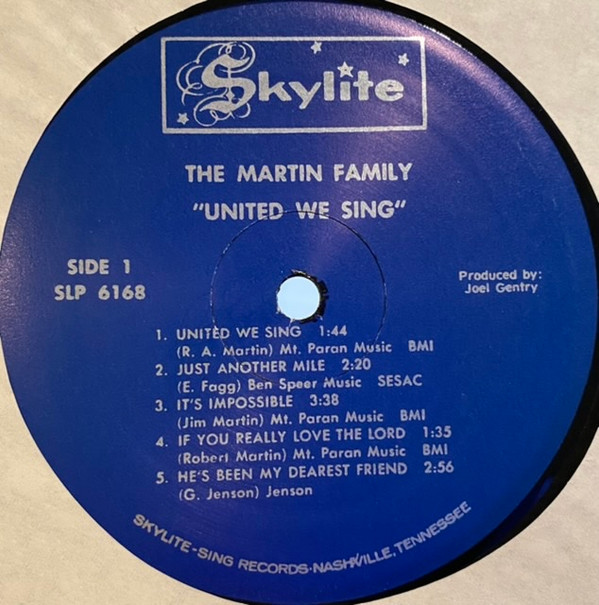 Skylite
THE MARTIN FAMILY
"UNITED WE SING"
SIDE 1
SLP 6168
Produced by:
Joel Gentry
1. UNITED WE SING 1:44
(R. A. Martin) Mt. Paran Music BMI
2. JUST ANOTHER MILE 2:20
(E. Fagg) Ben Speer Music SESAC
3. IT'S IMPOSSIBLE 3:38
(Jim Martin) Mt. Paran Music BMI
4. IF YOU REALLY LOVE THE LORD 1:35
(Robert Martin) Mt. Paran Music BMI
5. HE'S BEEN MY DEAREST FRIEND 2:56
(G. Jenson) Jenson
SKYLITE-SING RECORDS·NASHVILLE, TENNESSEE